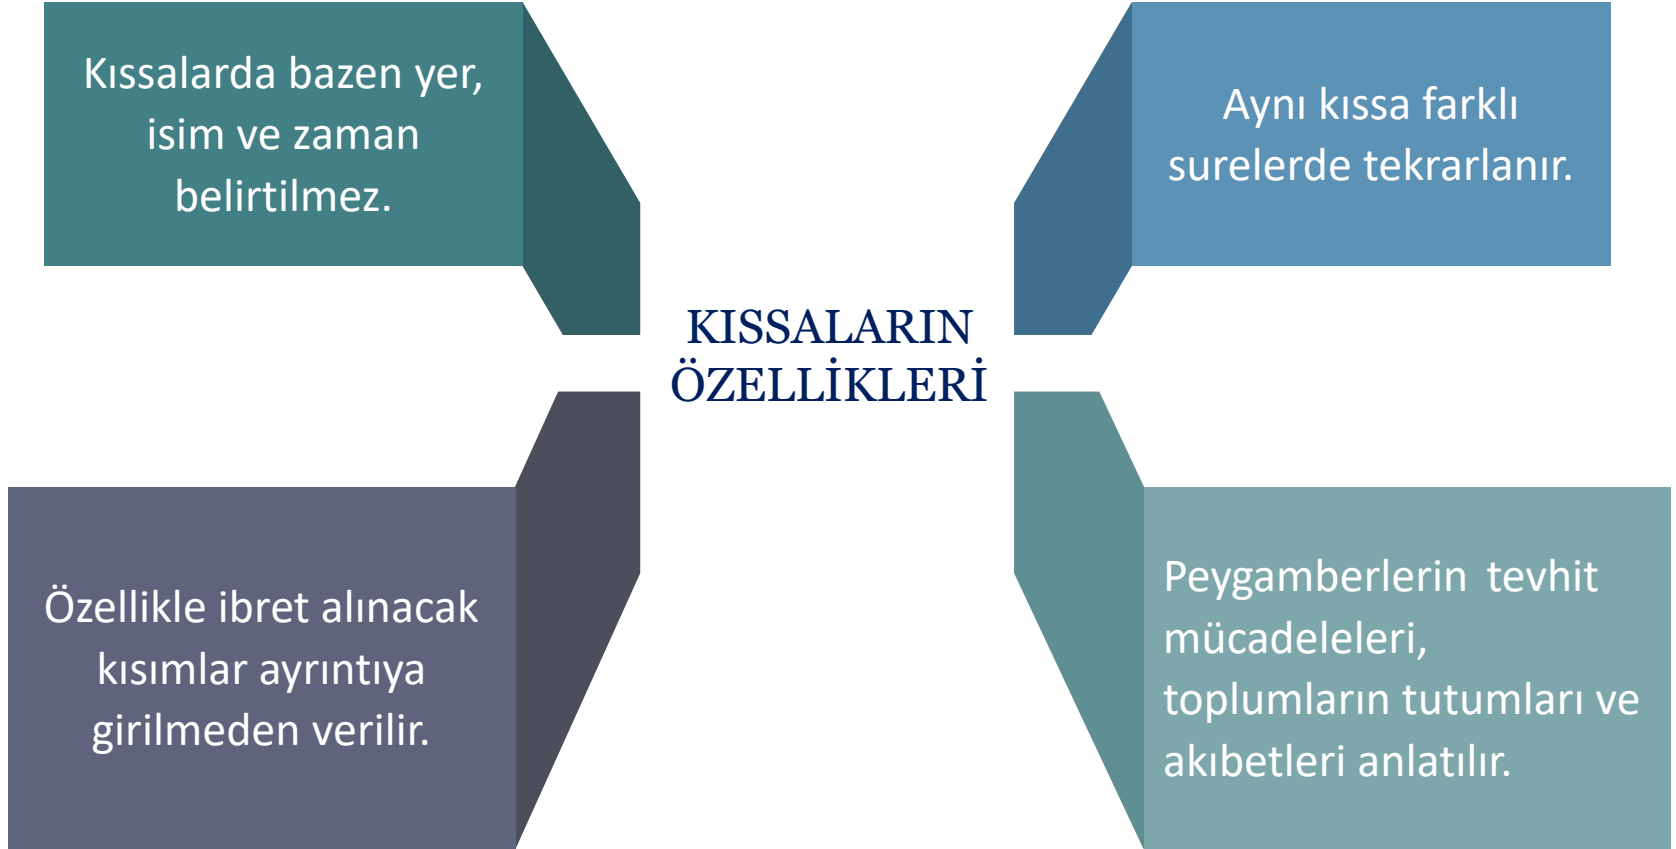 Kıssalarda bazen yer,
isim ve zaman
belirtilmez.
Aynı kıssa farklı
surelerde tekrarlanır.
KISSALARIN
ÖZELLİKLERİ
Özellikle ibret alınacak
kısımlar ayrıntıya
girilmeden verilir.
Peygamberlerin tevhit
mücadeleleri,
toplumların tutumları ve
akıbetleri anlatılır.